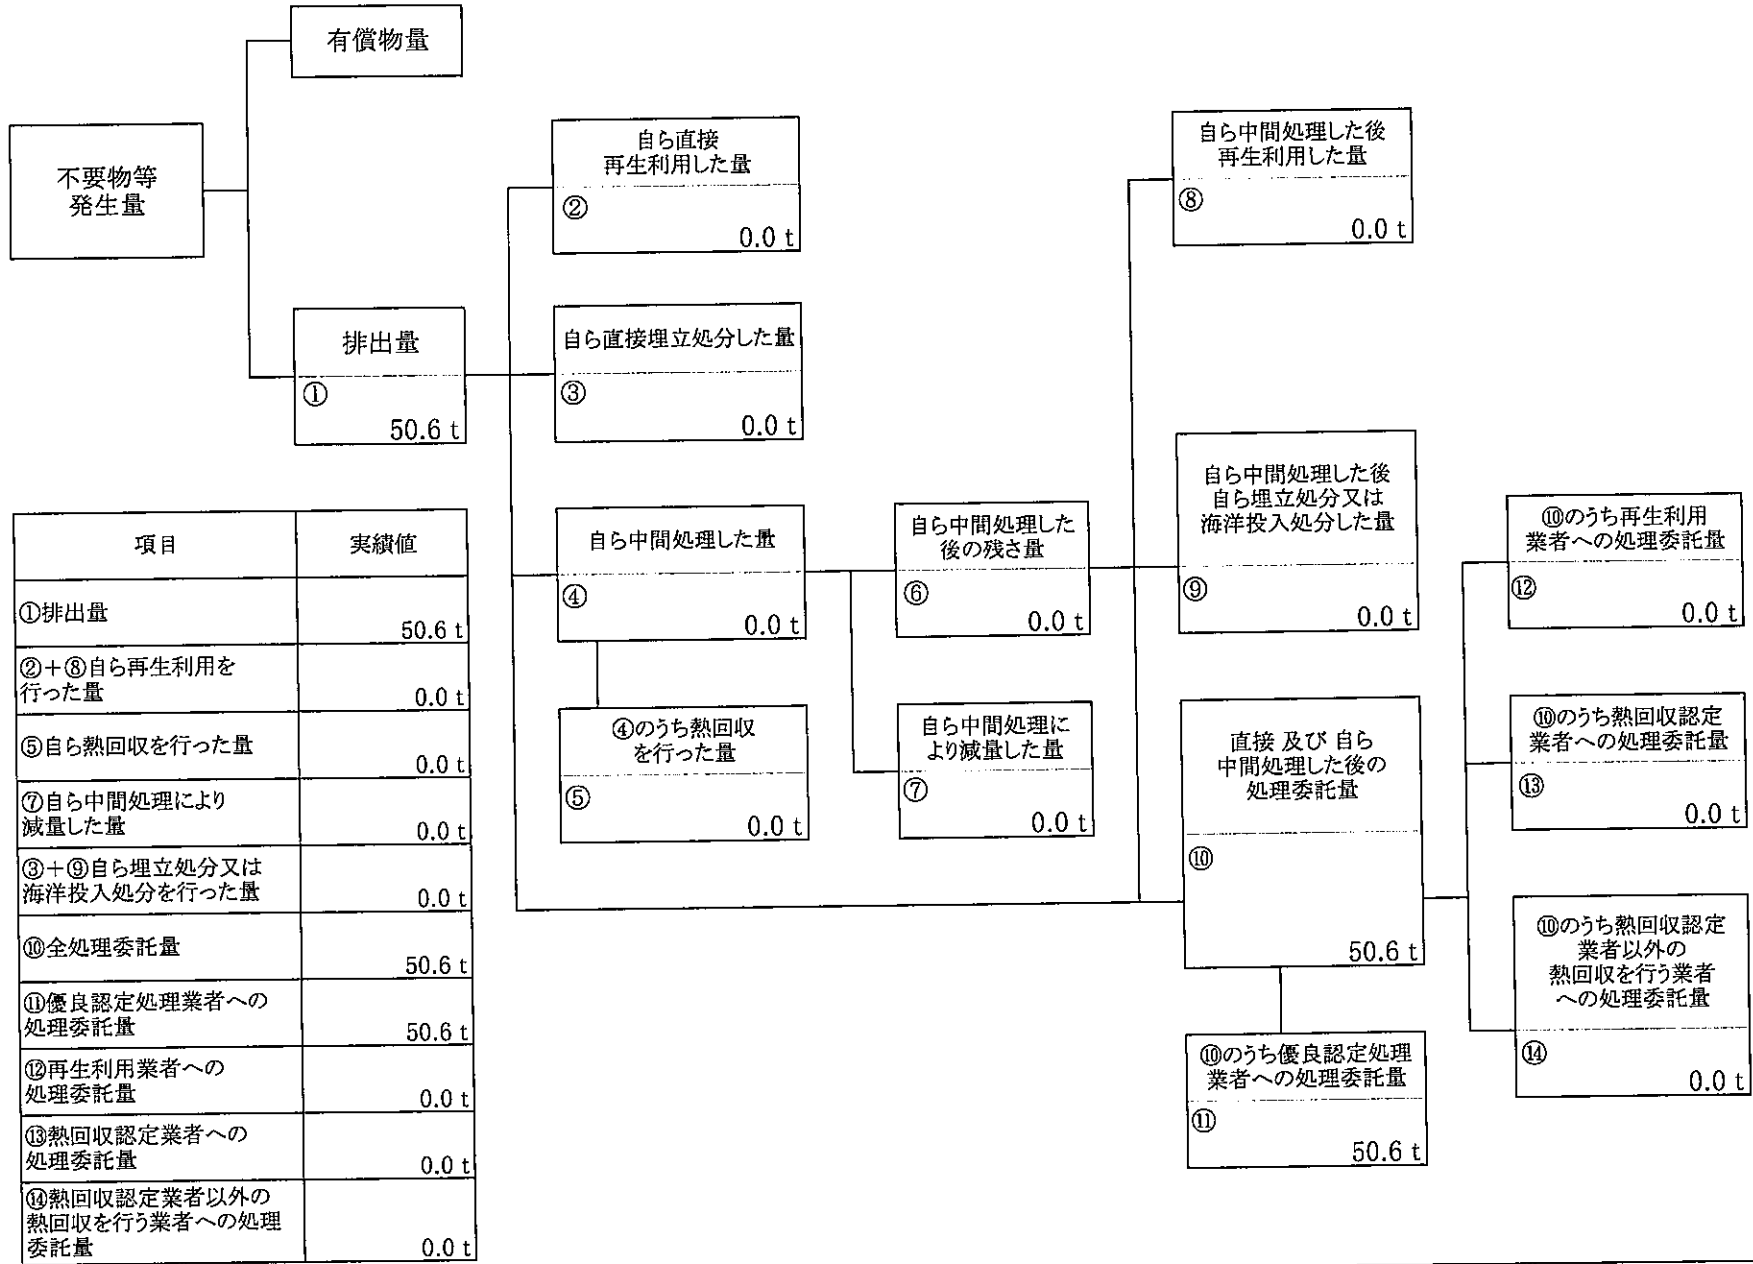 有償物量
不要物等
発生量
排出量
①
50.6 t
自ら直接
再生利用した量
②
0.0 t
自ら直接埋立処分した量
③
0.0 t
自ら中間処理した量
④
0.0 t
④のうち熱回収
を行った量
⑤
0.0 t
自ら中間処理した
後の残さ量
⑥
0.0 t
自ら中間処理に
より減量した量
⑦
0.0 t
自ら中間処理した後
再生利用した量
⑧
0.0 t
自ら中間処理した後
自ら埋立処分又は
海洋投入処分した量
⑨
0.0 t
直接 及び 自ら
中間処理した後の
処理委託量
⑩
50.6 t
⑩のうち優良認定処理
業者への処理委託量
⑪
50.6 t
⑩のうち再生利用
業者への処理委託量
⑫
0.0 t
⑩のうち熱回収認定
業者への処理委託量
⑬
0.0 t
⑩のうち熱回収認定
業者以外の
熱回収を行う業者
への処理委託量
⑭
0.0 t
項目 実績値
①排出量
50.6 t
②+⑧自ら再生利用を
行った量 0.0 t
⑤自ら熱回収を行った量
0.0 t
⑦自ら中間処理により
減量した量 0.0 t
③+⑨自ら埋立処分又は
海洋投入処分を行った量 0.0 t
⑩全処理委託量
50.6 t
⑪優良認定処理業者への
処理委託量 50.6 t
⑫再生利用業者への
処理委託量 0.0 t
⑬熱回収認定業者への
処理委託量 0.0 t
⑭熱回収認定業者以外の
熱回収を行う業者への処理
委託量 0.0 t